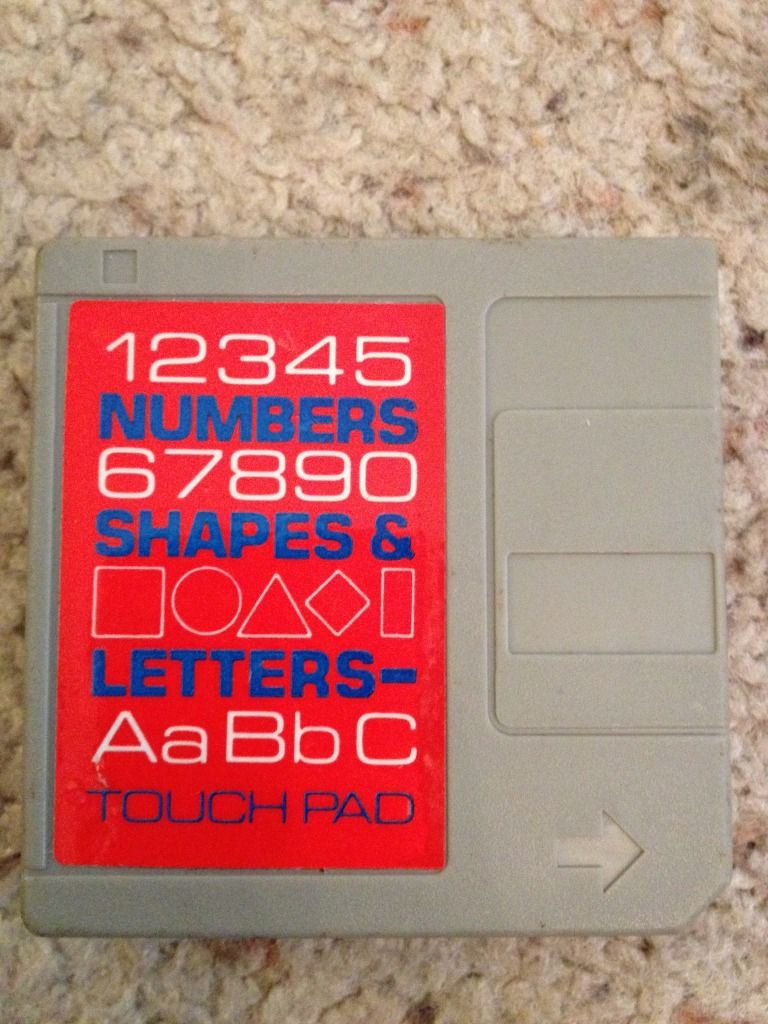 12345
NUMBERS
67890
SHAPES &
LETTERS-
Aa Bb C
TOUCH PAD